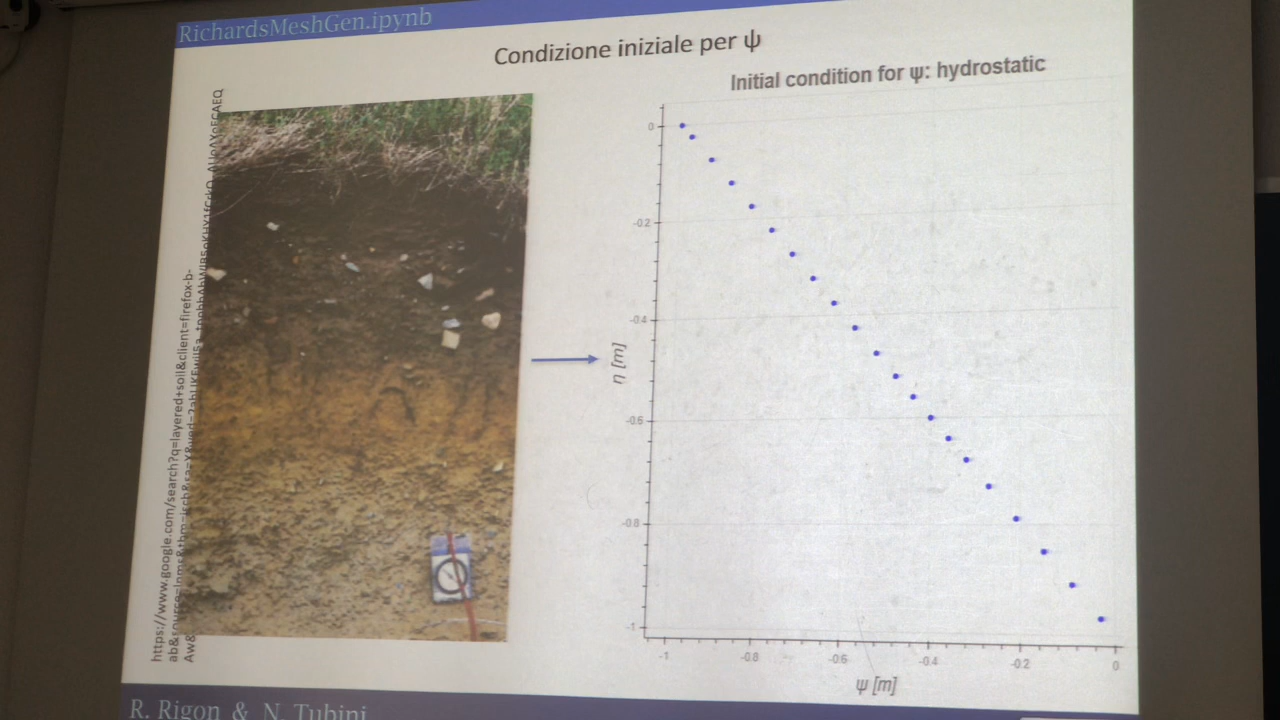 RichardsMeshGen.ipynb
Condizione iniziale per ψ
Initial condition for ψ: hydrostatic
https://www.google.com/search?q=layered+soil&client=firefox-b-
0
-0.2
-0.4
-0.6
-0.8
-1
η [m]
-1
-0.8
-0.6
-0.4
-0.2
0
ψ [m]
R. Rigon & N. Tubini